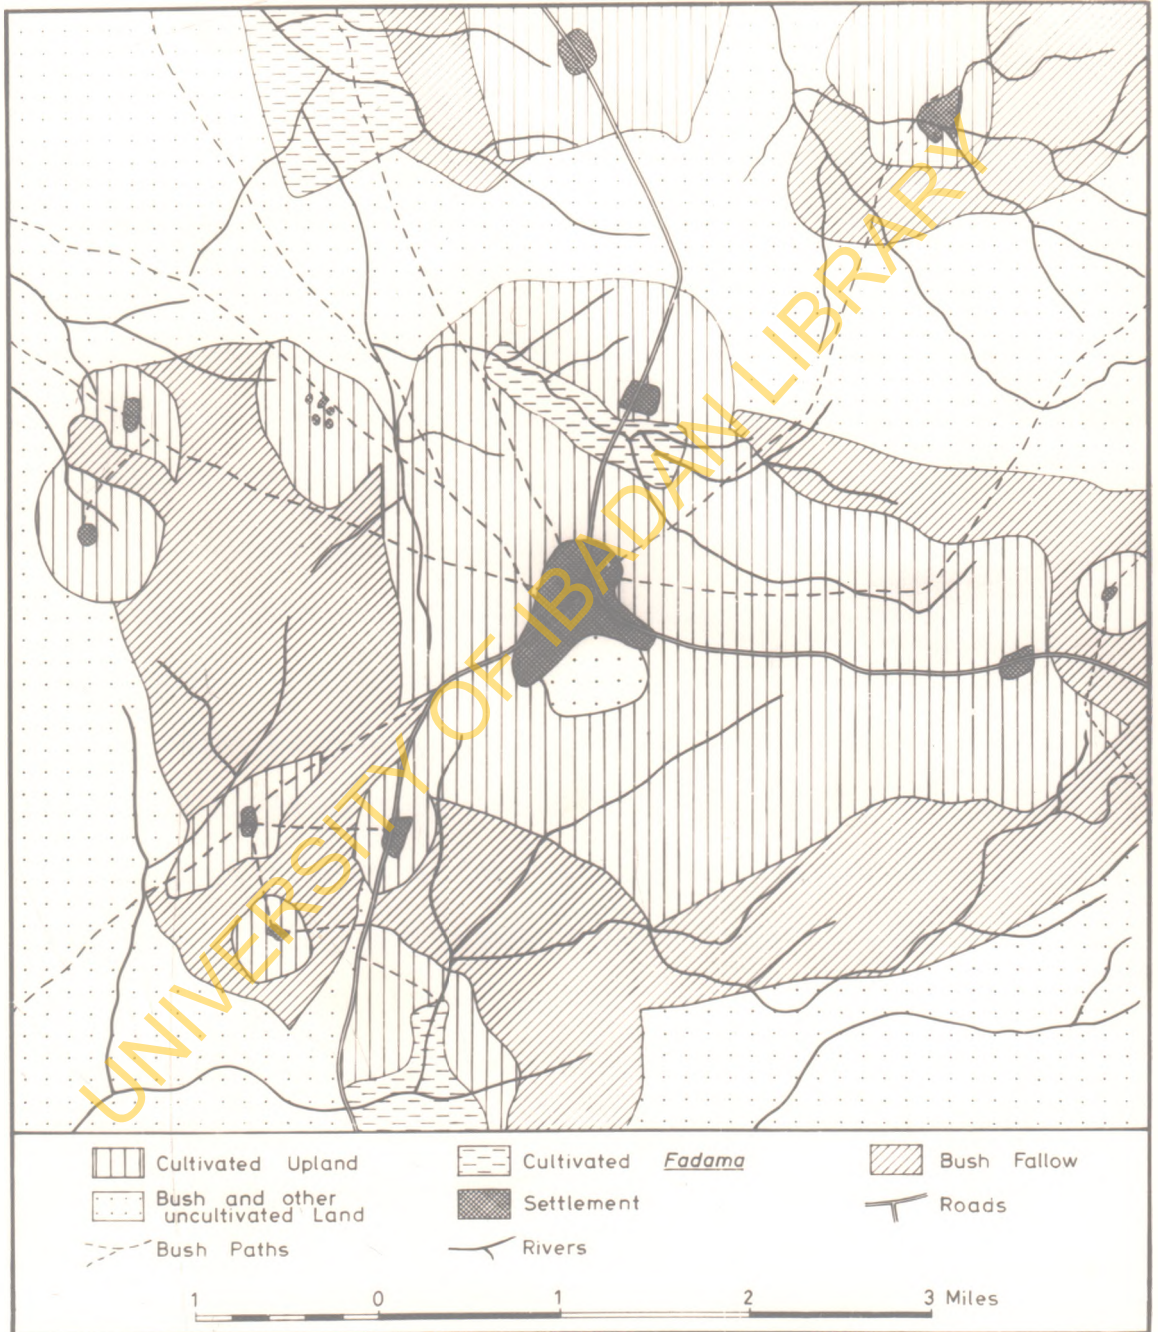 UNIVERSITY OF IBADAN LIBRARY
Cultivated Upland
Cultivated Fadama
Bush Fallow
Bush and other
uncultivated Land
Settlement
Roads
Bush Paths
Rivers
1 0 1 2 3 Miles